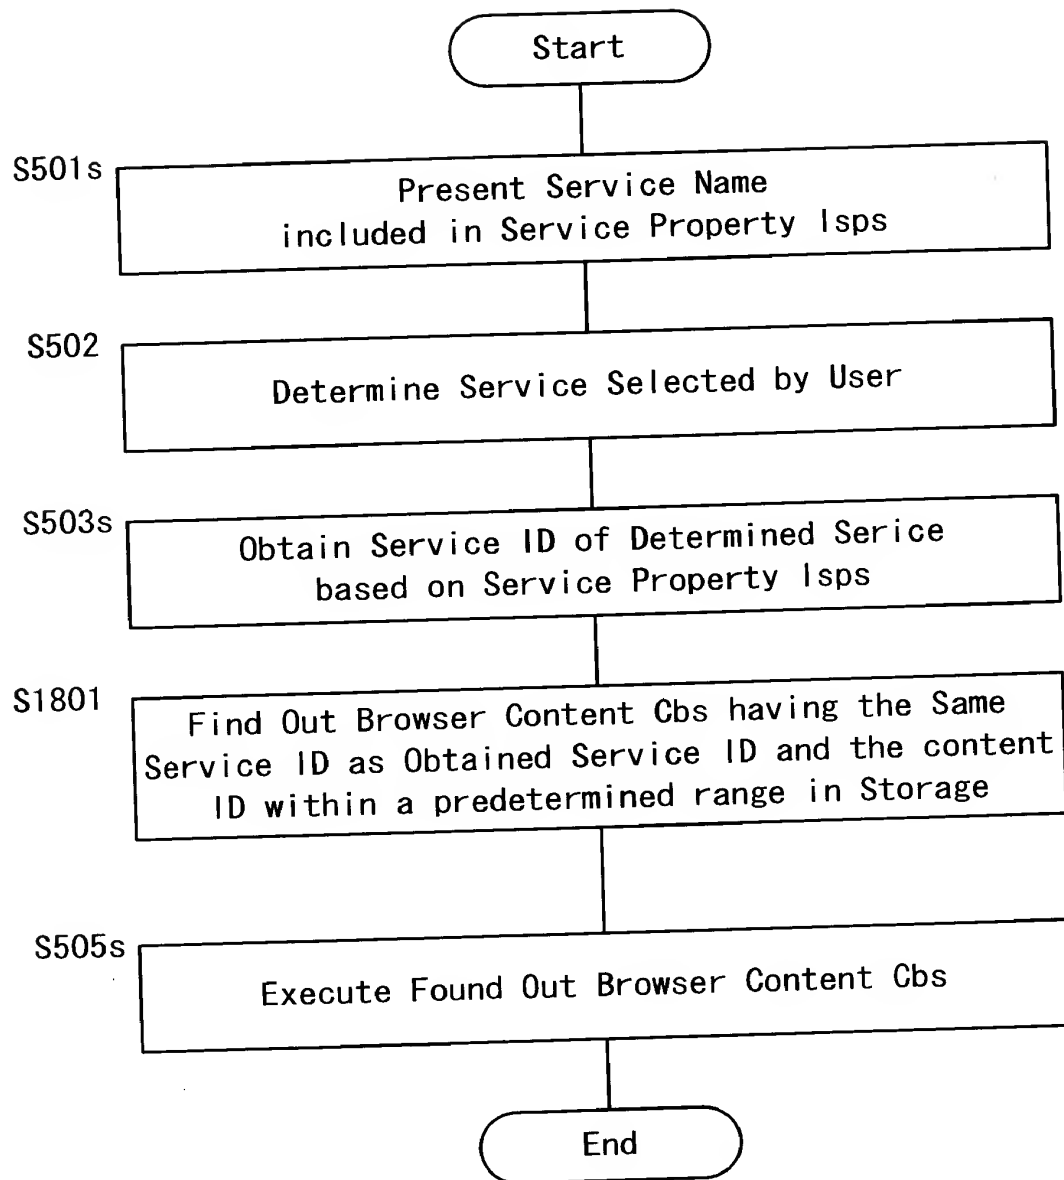 Start
S501s
Present Service Name
included in Service Property Isps
S502
Determine Service Selected by User
S503s
Obtain Service ID of Determined Serice
based on Service Property Isps
S1801
Find Out Browser Content Cbs having the Same
Service ID as Obtained Service ID and the content
ID within a predetermined range in Storage
S505s
Execute Found Out Browser Content Cbs
End